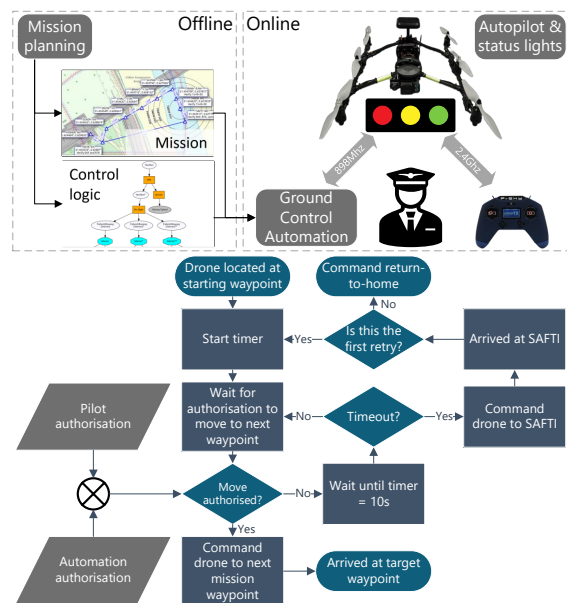 Mission
planning
Offline
Online
Autopilot &
status lights
Mission
Control
logic
898Mhz
2.4Ghz
Ground
Control
Automation
Drone located at
starting waypoint
Command return-
to-home
No
Start timer
Yes
Is this the
first retry?
Arrived at SAFTI
Pilot
authorisation
Wait for
authorisation to
move to next
waypoint
No
Timeout?
Yes
Command
drone to SAFTI
Move
authorised?
No
Wait until timer
= 10s
Yes
Automation
authorisation
Command
drone to next
mission
waypoint
Arrived at target
waypoint